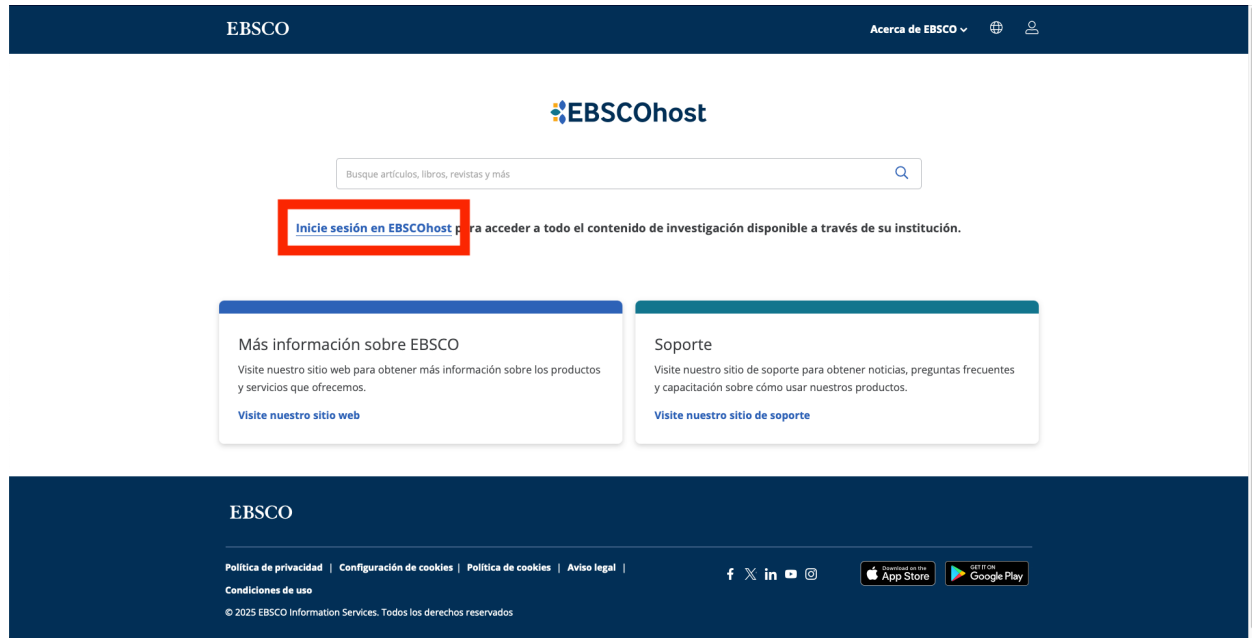 EBSCO
Acerca de EBSCO
EBSCOhost
Busque artículos, libros, revistas y más
Inicie sesión en EBSCOhost para acceder a todo el contenido de investigación disponible a través de su institución.
Más información sobre EBSCO
Visite nuestro sitio web para obtener más información sobre los productos
y servicios que ofrecemos.
Visite nuestro sitio web
Soporte
Visite nuestro sitio de soporte para obtener noticias, preguntas frecuentes
y capacitación sobre cómo usar nuestros productos.
Visite nuestro sitio de soporte
EBSCO
Política de privacidad | Configuración de cookies | Política de cookies | Aviso legal |
Condiciones de uso
© 2025 EBSCO Information Services. Todos los derechos reservados
Download on the
App Store
GET IT ON
Google Play